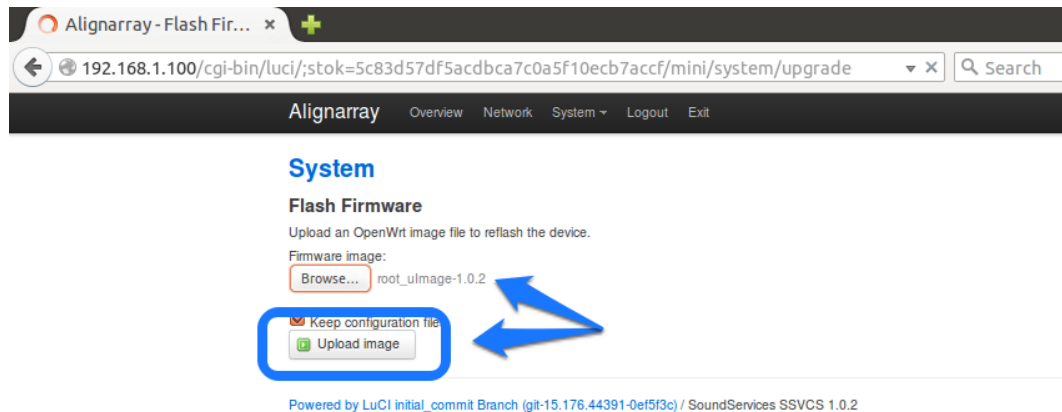 Alignarray - Flash Fir... ×
192.168.1.100/cgi-bin/luci/;stok=5c83d57df5acdbca7c0a5f10ecb7accf/mini/system/upgrade
Search
Alignarray Overview Network System Logout Exit
System
Flash Firmware
Upload an OpenWrt image file to reflash the device.
Firmware image:
Browse... root_uImage-1.0.2
Keep configuration file
Upload image
Powered by LuCI initial_commit Branch (git-15.176.44391-0ef5f3c) / SoundServices SSVCS 1.0.2